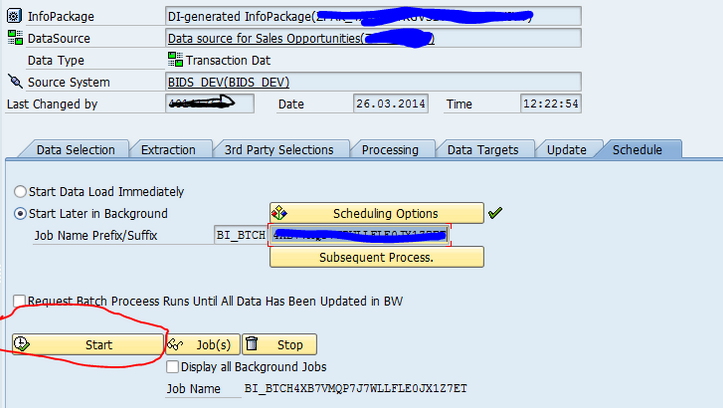 InfoPackage DI-generated InfoPackage(
DataSource Data source for Sales Opportunities(
Data Type Transaction Dat
Source System BIDS_DEV(BIDS_DEV)
Last Changed by Date 26.03.2014 Time 12:22:54
Data Selection Extraction 3rd Party Selections Processing Data Targets Update Schedule
Start Data Load Immediately
Start Later in Background Scheduling Options
Job Name Prefix/Suffix BI_BTCH
Subsequent Process.
Request Batch Proceess Runs Until All Data Has Been Updated in BW
Start Job(s) Stop
Display all Background Jobs
Job Name BI_BTCH4XB7VMQP7J7WLLFLE0JX1Z7ET